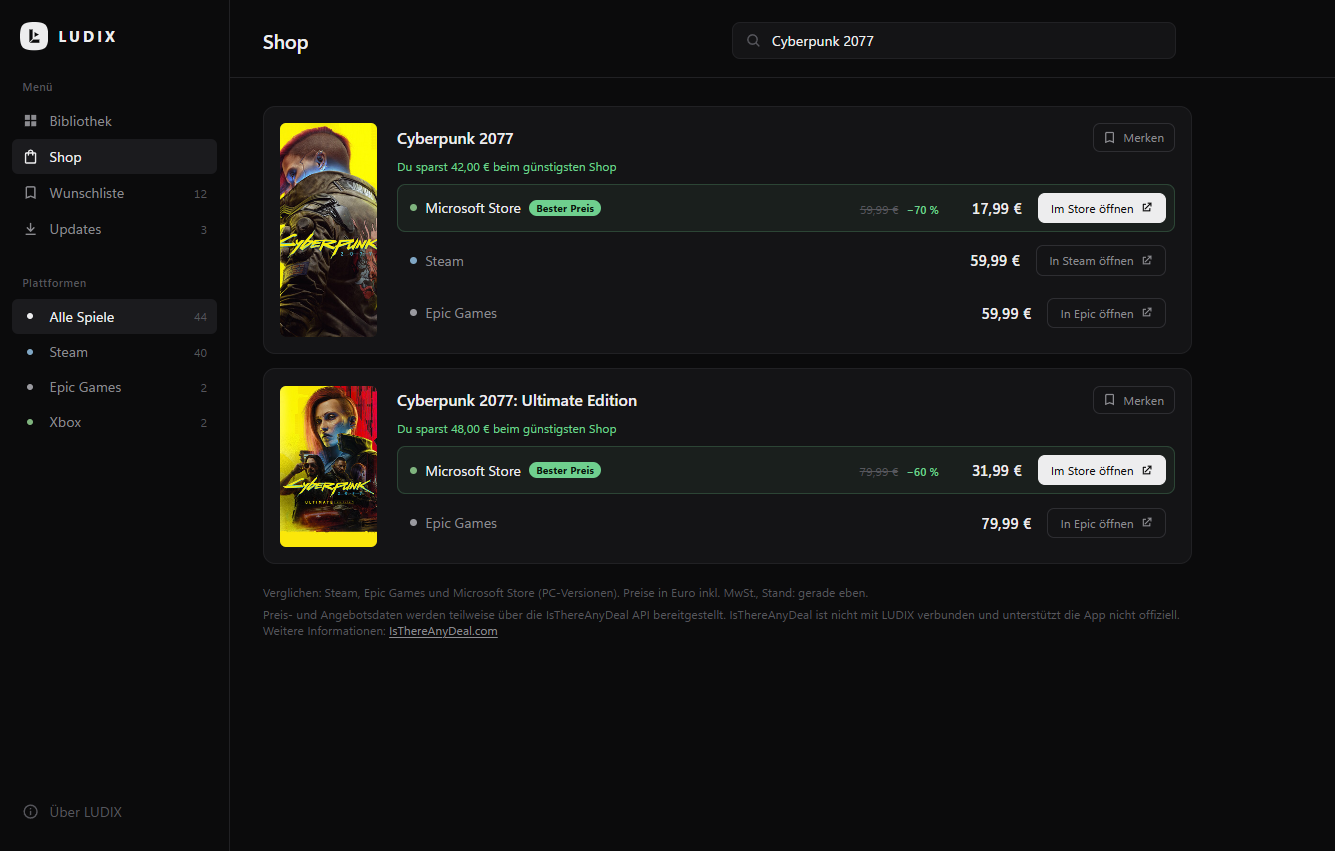 LUDIX
Shop
Cyberpunk 2077
Menü
Bibliothek
Shop
Wunschliste 12
Updates 3
Plattformen
Alle Spiele 44
Steam 40
Epic Games 2
Xbox 2
Über LUDIX
CYBERPUNK
2077
Cyberpunk 2077
Merken
Du sparst 42,00 € beim günstigsten Shop
Microsoft Store Bester Preis 59,99 € −70 % 17,99 € Im Store öffnen
Steam 59,99 € In Steam öffnen
Epic Games 59,99 € In Epic öffnen
CYBERPUNK
2077
ULTIMATE EDITION
Cyberpunk 2077: Ultimate Edition
Merken
Du sparst 48,00 € beim günstigsten Shop
Microsoft Store Bester Preis 79,99 € −60 % 31,99 € Im Store öffnen
Epic Games 79,99 € In Epic öffnen
Verglichen: Steam, Epic Games und Microsoft Store (PC-Versionen). Preise in Euro inkl. MwSt., Stand: gerade eben.
Preis- und Angebotsdaten werden teilweise über die IsThereAnyDeal API bereitgestellt. IsThereAnyDeal ist nicht mit LUDIX verbunden und unterstützt die App nicht offiziell.
Weitere Informationen: IsThereAnyDeal.com